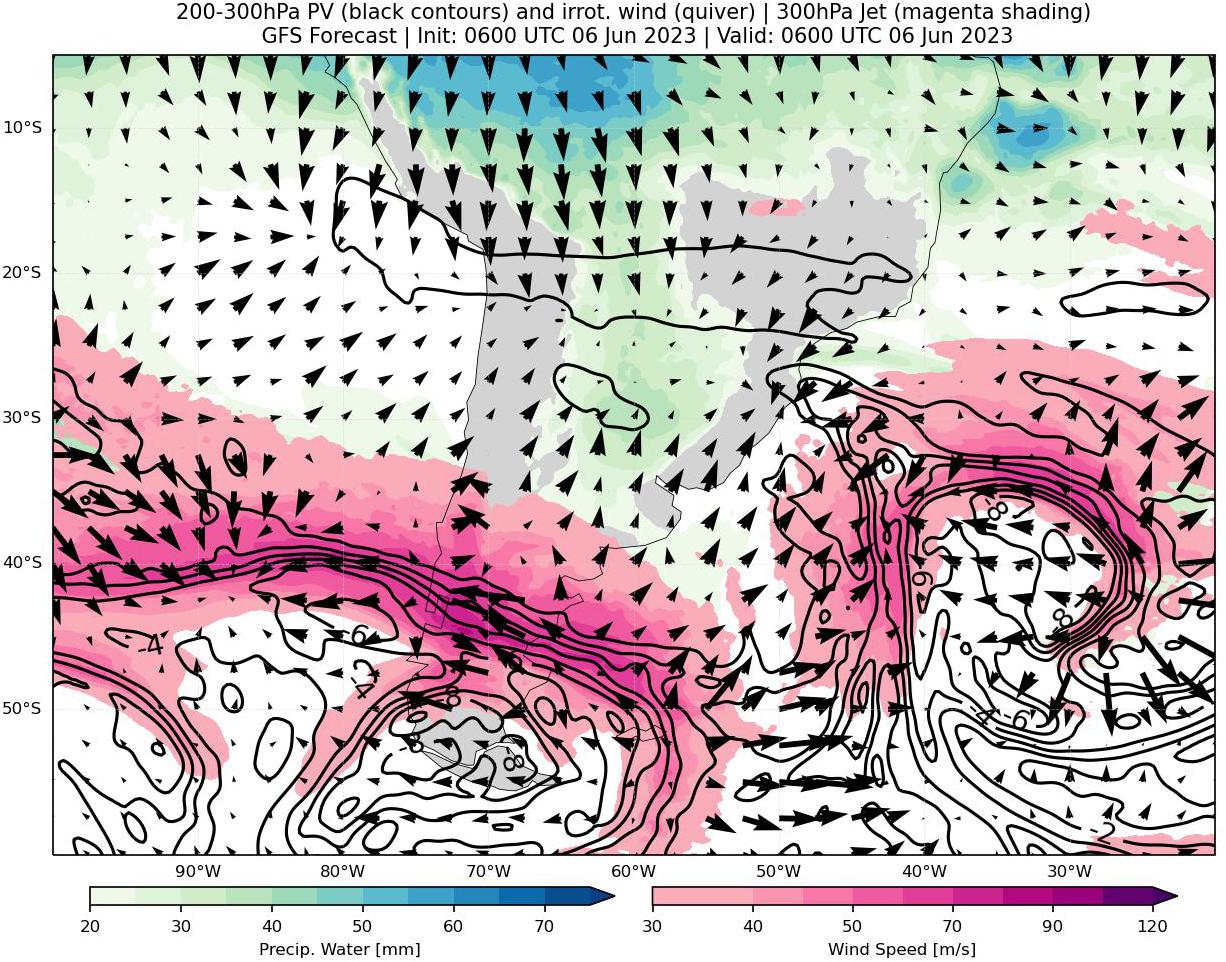 200-300hPa PV (black contours) and irrot. wind (quiver) | 300hPa Jet (magenta shading)
GFS Forecast | Init: 0600 UTC 06 Jun 2023 | Valid: 0600 UTC 06 Jun 2023
10°S
20°S
30°S
-8
40°S
-6
-8
-4
-6
-4
-8
50°S
-4
-6
-8
-8
90°W
80°W
70°W
60°W
50°W
40°W
30°W
20
30
40
50
60
70
30
40
50
70
90
120
Precip. Water [mm]
Wind Speed [m/s]